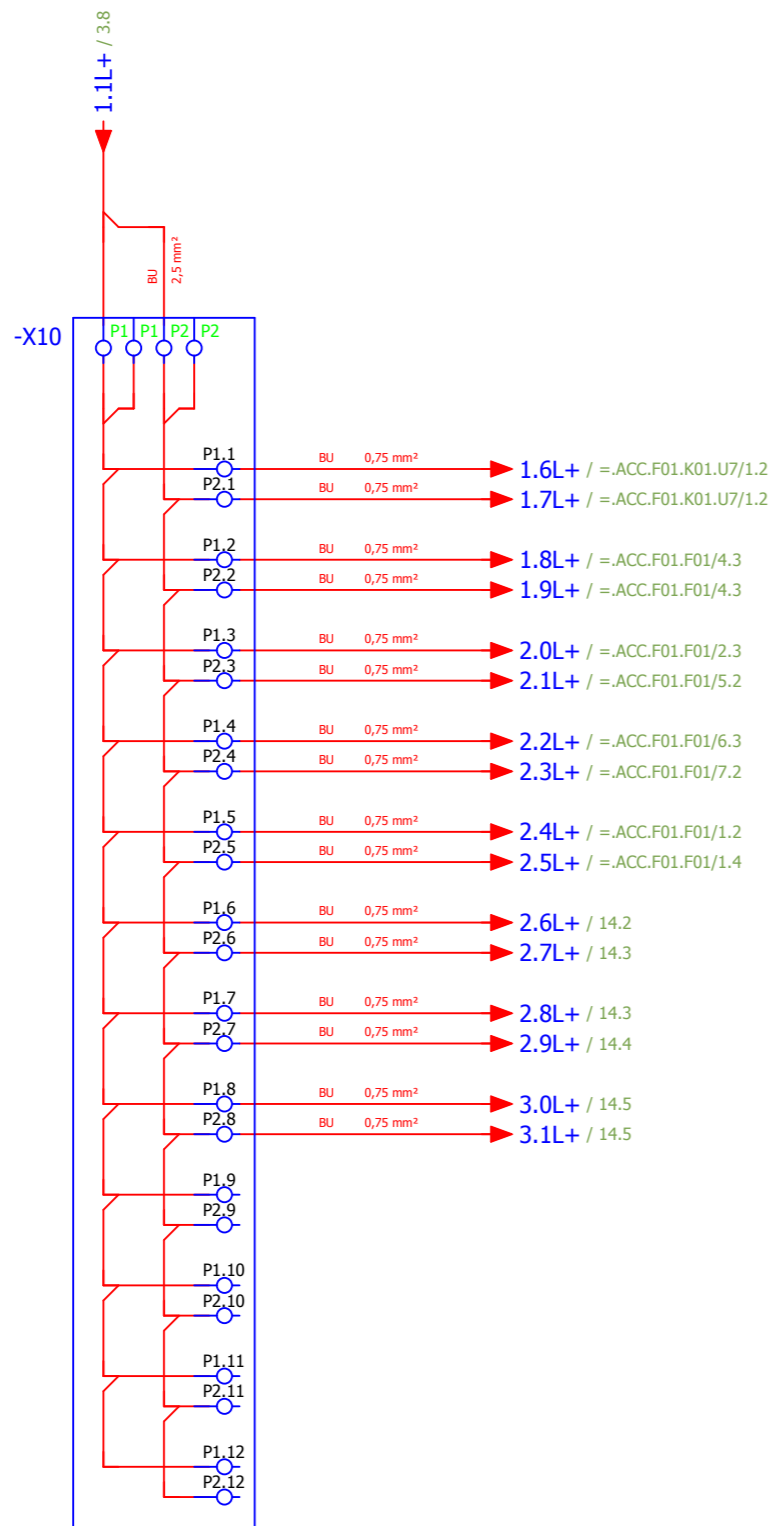 1.1L+ / 3.8
BU
2,5 mm²
-X10
P1 P1 P2 P2
P1.1 BU 0,75 mm² 1.6L+ / =.ACC.F01.K01.U7/1.2
P2.1 BU 0,75 mm² 1.7L+ / =.ACC.F01.K01.U7/1.2
P1.2 BU 0,75 mm² 1.8L+ / =.ACC.F01.F01/4.3
P2.2 BU 0,75 mm² 1.9L+ / =.ACC.F01.F01/4.3
P1.3 BU 0,75 mm² 2.0L+ / =.ACC.F01.F01/2.3
P2.3 BU 0,75 mm² 2.1L+ / =.ACC.F01.F01/5.2
P1.4 BU 0,75 mm² 2.2L+ / =.ACC.F01.F01/6.3
P2.4 BU 0,75 mm² 2.3L+ / =.ACC.F01.F01/7.2
P1.5 BU 0,75 mm² 2.4L+ / =.ACC.F01.F01/1.2
P2.5 BU 0,75 mm² 2.5L+ / =.ACC.F01.F01/1.4
P1.6 BU 0,75 mm² 2.6L+ / 14.2
P2.6 BU 0,75 mm² 2.7L+ / 14.3
P1.7 BU 0,75 mm² 2.8L+ / 14.3
P2.7 BU 0,75 mm² 2.9L+ / 14.4
P1.8 BU 0,75 mm² 3.0L+ / 14.5
P2.8 BU 0,75 mm² 3.1L+ / 14.5
P1.9
P2.9
P1.10
P2.10
P1.11
P2.11
P1.12
P2.12